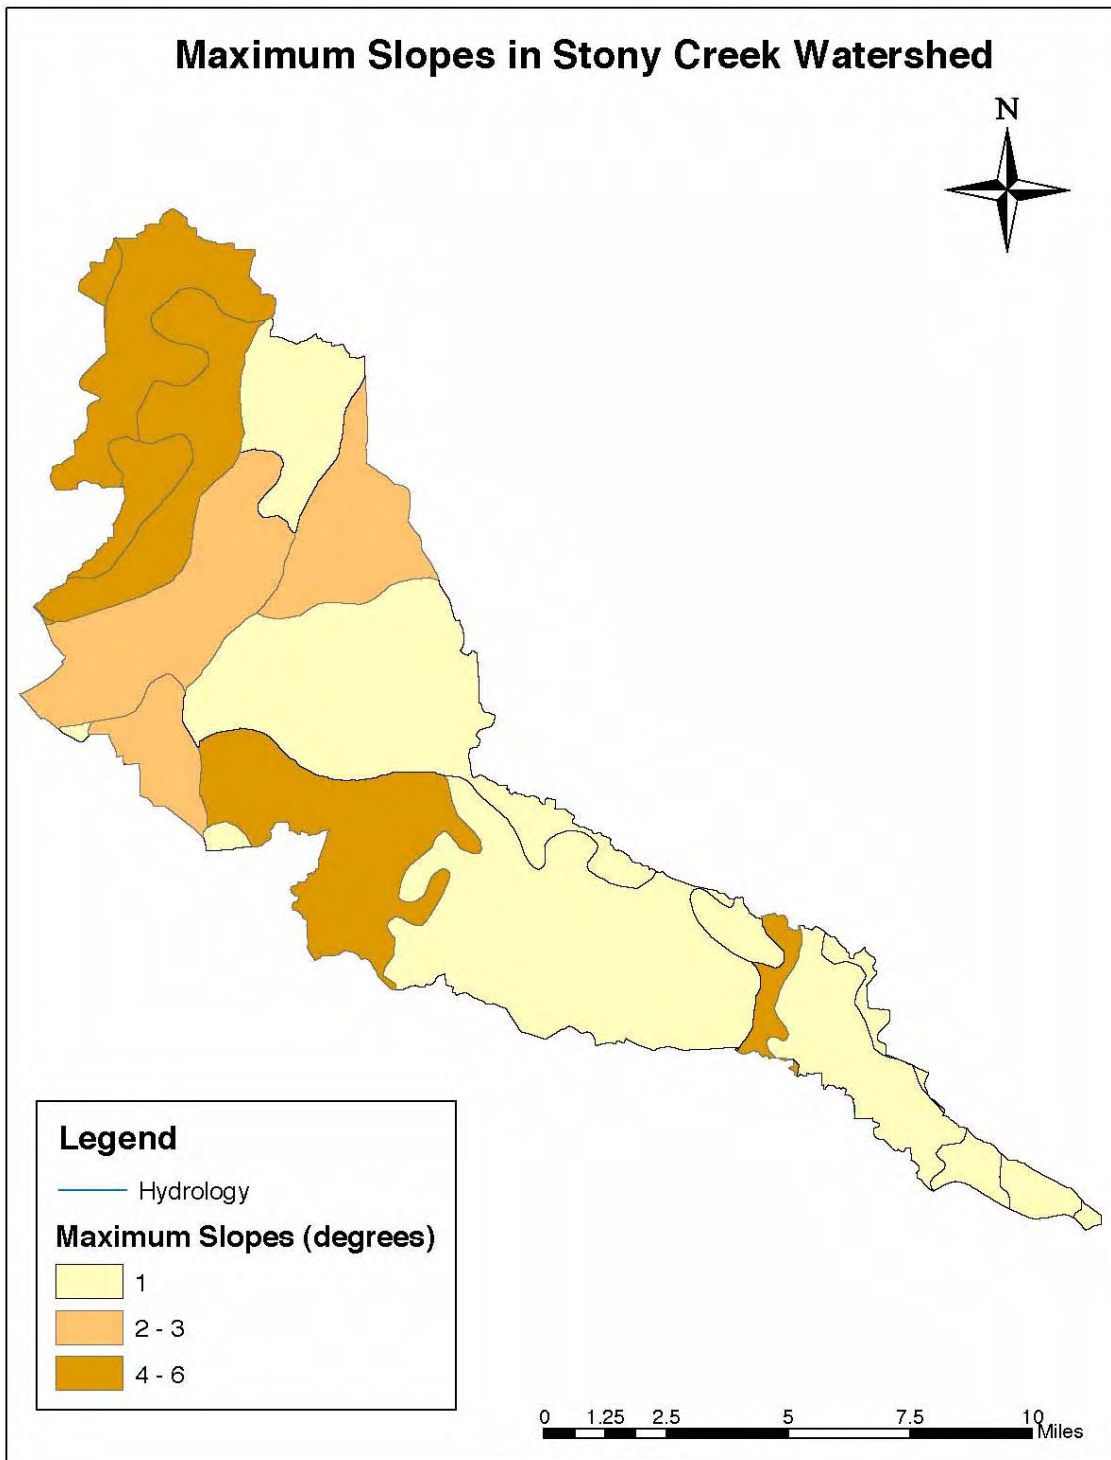 Maximum Slopes in Stony Creek Watershed
N
Legend
Hydrology
Maximum Slopes (degrees)
1
2 - 3
4 - 6
0 1.25 2.5 5 7.5 10
Miles